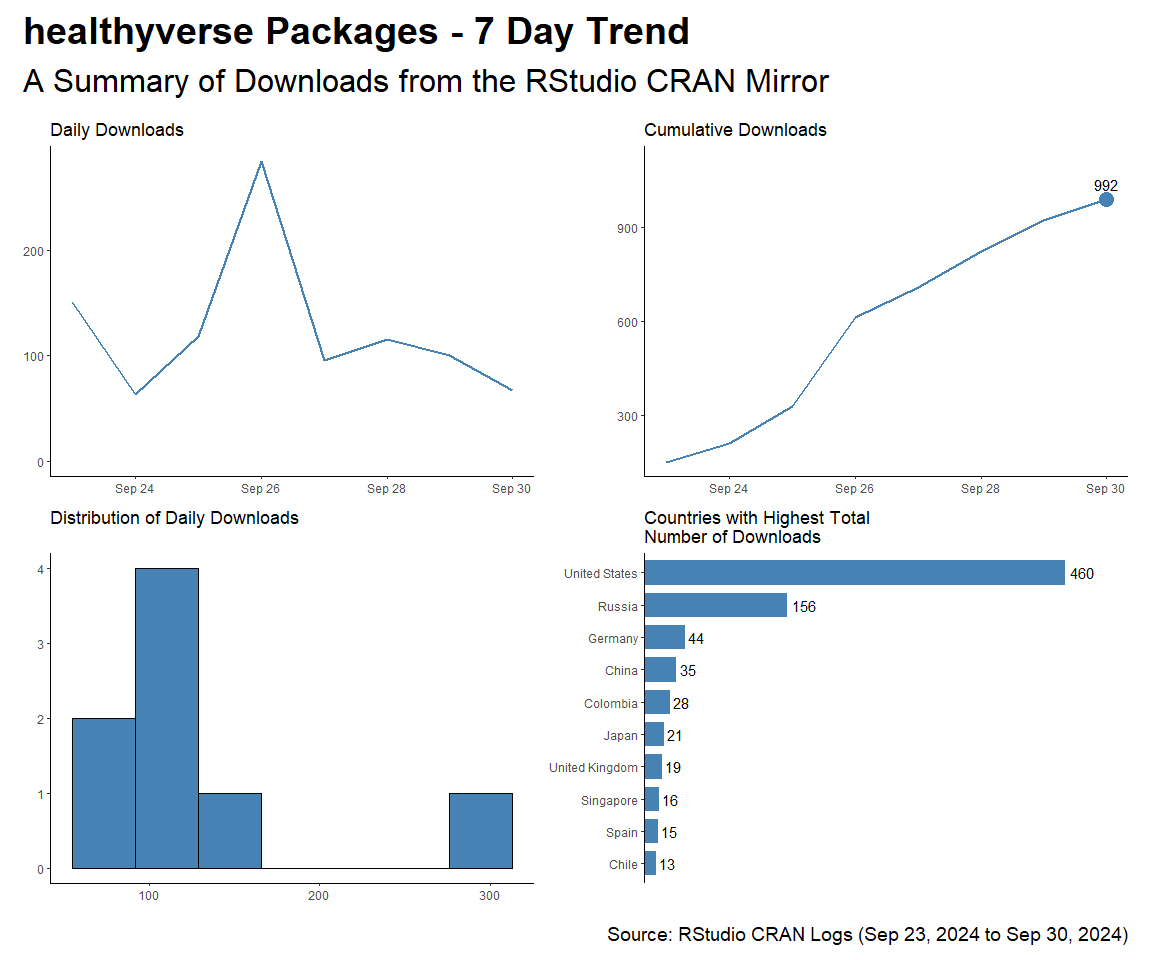 healthyverse Packages - 7 Day Trend
A Summary of Downloads from the RStudio CRAN Mirror
Daily Downloads
200
100
0
Sep 24
Sep 26
Sep 28
Sep 30
Cumulative Downloads
992
900
600
300
Sep 24
Sep 26
Sep 28
Sep 30
Distribution of Daily Downloads
4
3
2
1
0
100
200
300
Countries with Highest Total
Number of Downloads
United States 460
Russia 156
Germany 44
China 35
Colombia 28
Japan 21
United Kingdom 19
Singapore 16
Spain 15
Chile 13
Source: RStudio CRAN Logs (Sep 23, 2024 to Sep 30, 2024)